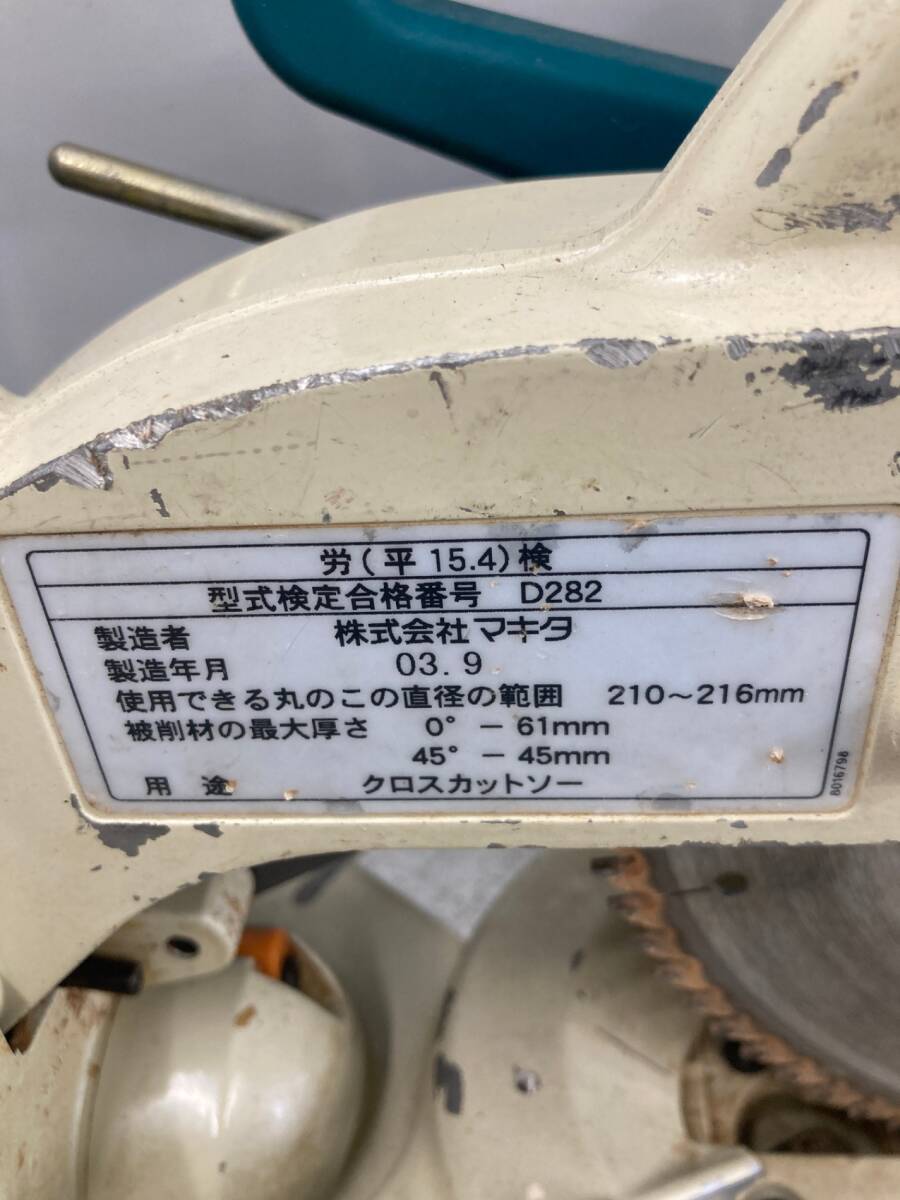 労(平 15.4)検
型式検定合格番号 D282
製造者 株式会社マキタ
製造年月 03.9
使用できる丸のこの直径の範囲 210～216mm
被削材の最大厚さ 0° － 61mm
45° － 45mm
用途 クロスカットソー
8016798